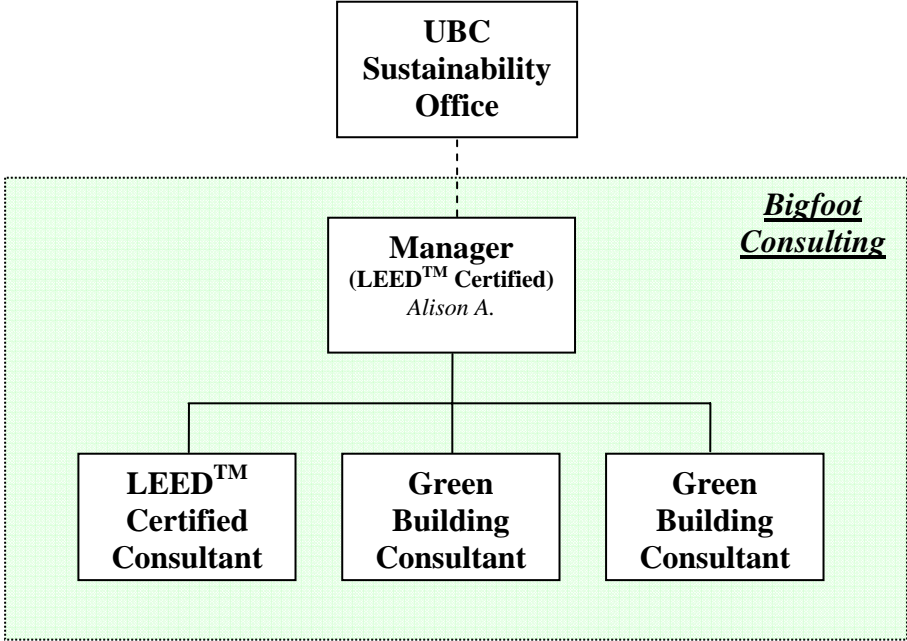 UBC
Sustainability
Office
Bigfoot
Consulting
Manager
(LEED™ Certified)
Alison A.
LEED™
Certified
Consultant
Green
Building
Consultant
Green
Building
Consultant